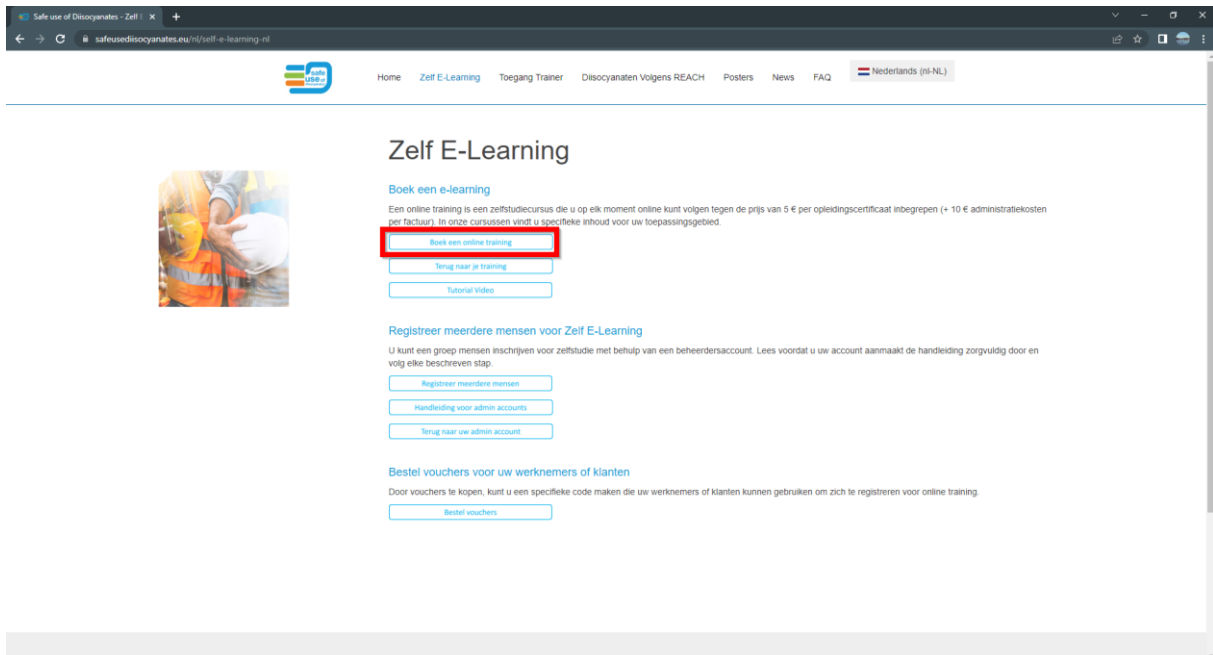 Safe use of Diisocyanates - Zelf E
safeusediisocyanates.eu/nl/self-e-learning-nl
safe
use of
Home Zelf E-Learning Toegang Trainer Diisocyanaten Volgens REACH Posters News FAQ Nederlands (nl-NL)
Zelf E-Learning
Boek een e-learning
Een online training is een zelfstudiecursus die u op elk moment online kunt volgen tegen de prijs van 5 € per opleidingscertificaat inbegrepen (+ 10 € administratiekosten
per factuur). In onze cursussen vindt u specifieke inhoud voor uw toepassingsgebied.
Boek een online training
Terug naar je training
Tutorial Video
Registreer meerdere mensen voor Zelf E-Learning
U kunt een groep mensen inschrijven voor zelfstudie met behulp van een beheerdersaccount. Lees voordat u uw account aanmaakt de handleiding zorgvuldig door en
volg elke beschreven stap.
Registreer meerdere mensen
Handleiding voor admin accounts
Terug naar uw admin account
Bestel vouchers voor uw werknemers of klanten
Door vouchers te kopen, kunt u een specifieke code maken die uw werknemers of klanten kunnen gebruiken om zich te registreren voor online training.
Bestel vouchers